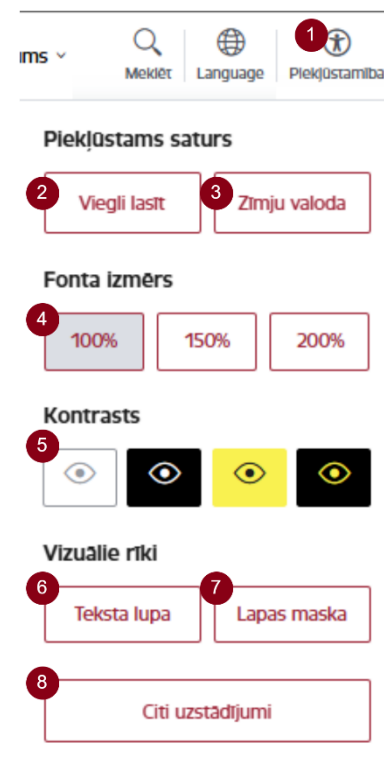 1
Meklēt Language Piekļūstamība
Piekļūstams saturs
2 3
Viegli lasīt Zīmju valoda
Fonta izmērs
4
100% 150% 200%
Kontrasts
5
Vizuālie rīki
6 7
Teksta lupa Lapas maska
8
Citi uzstādījumi